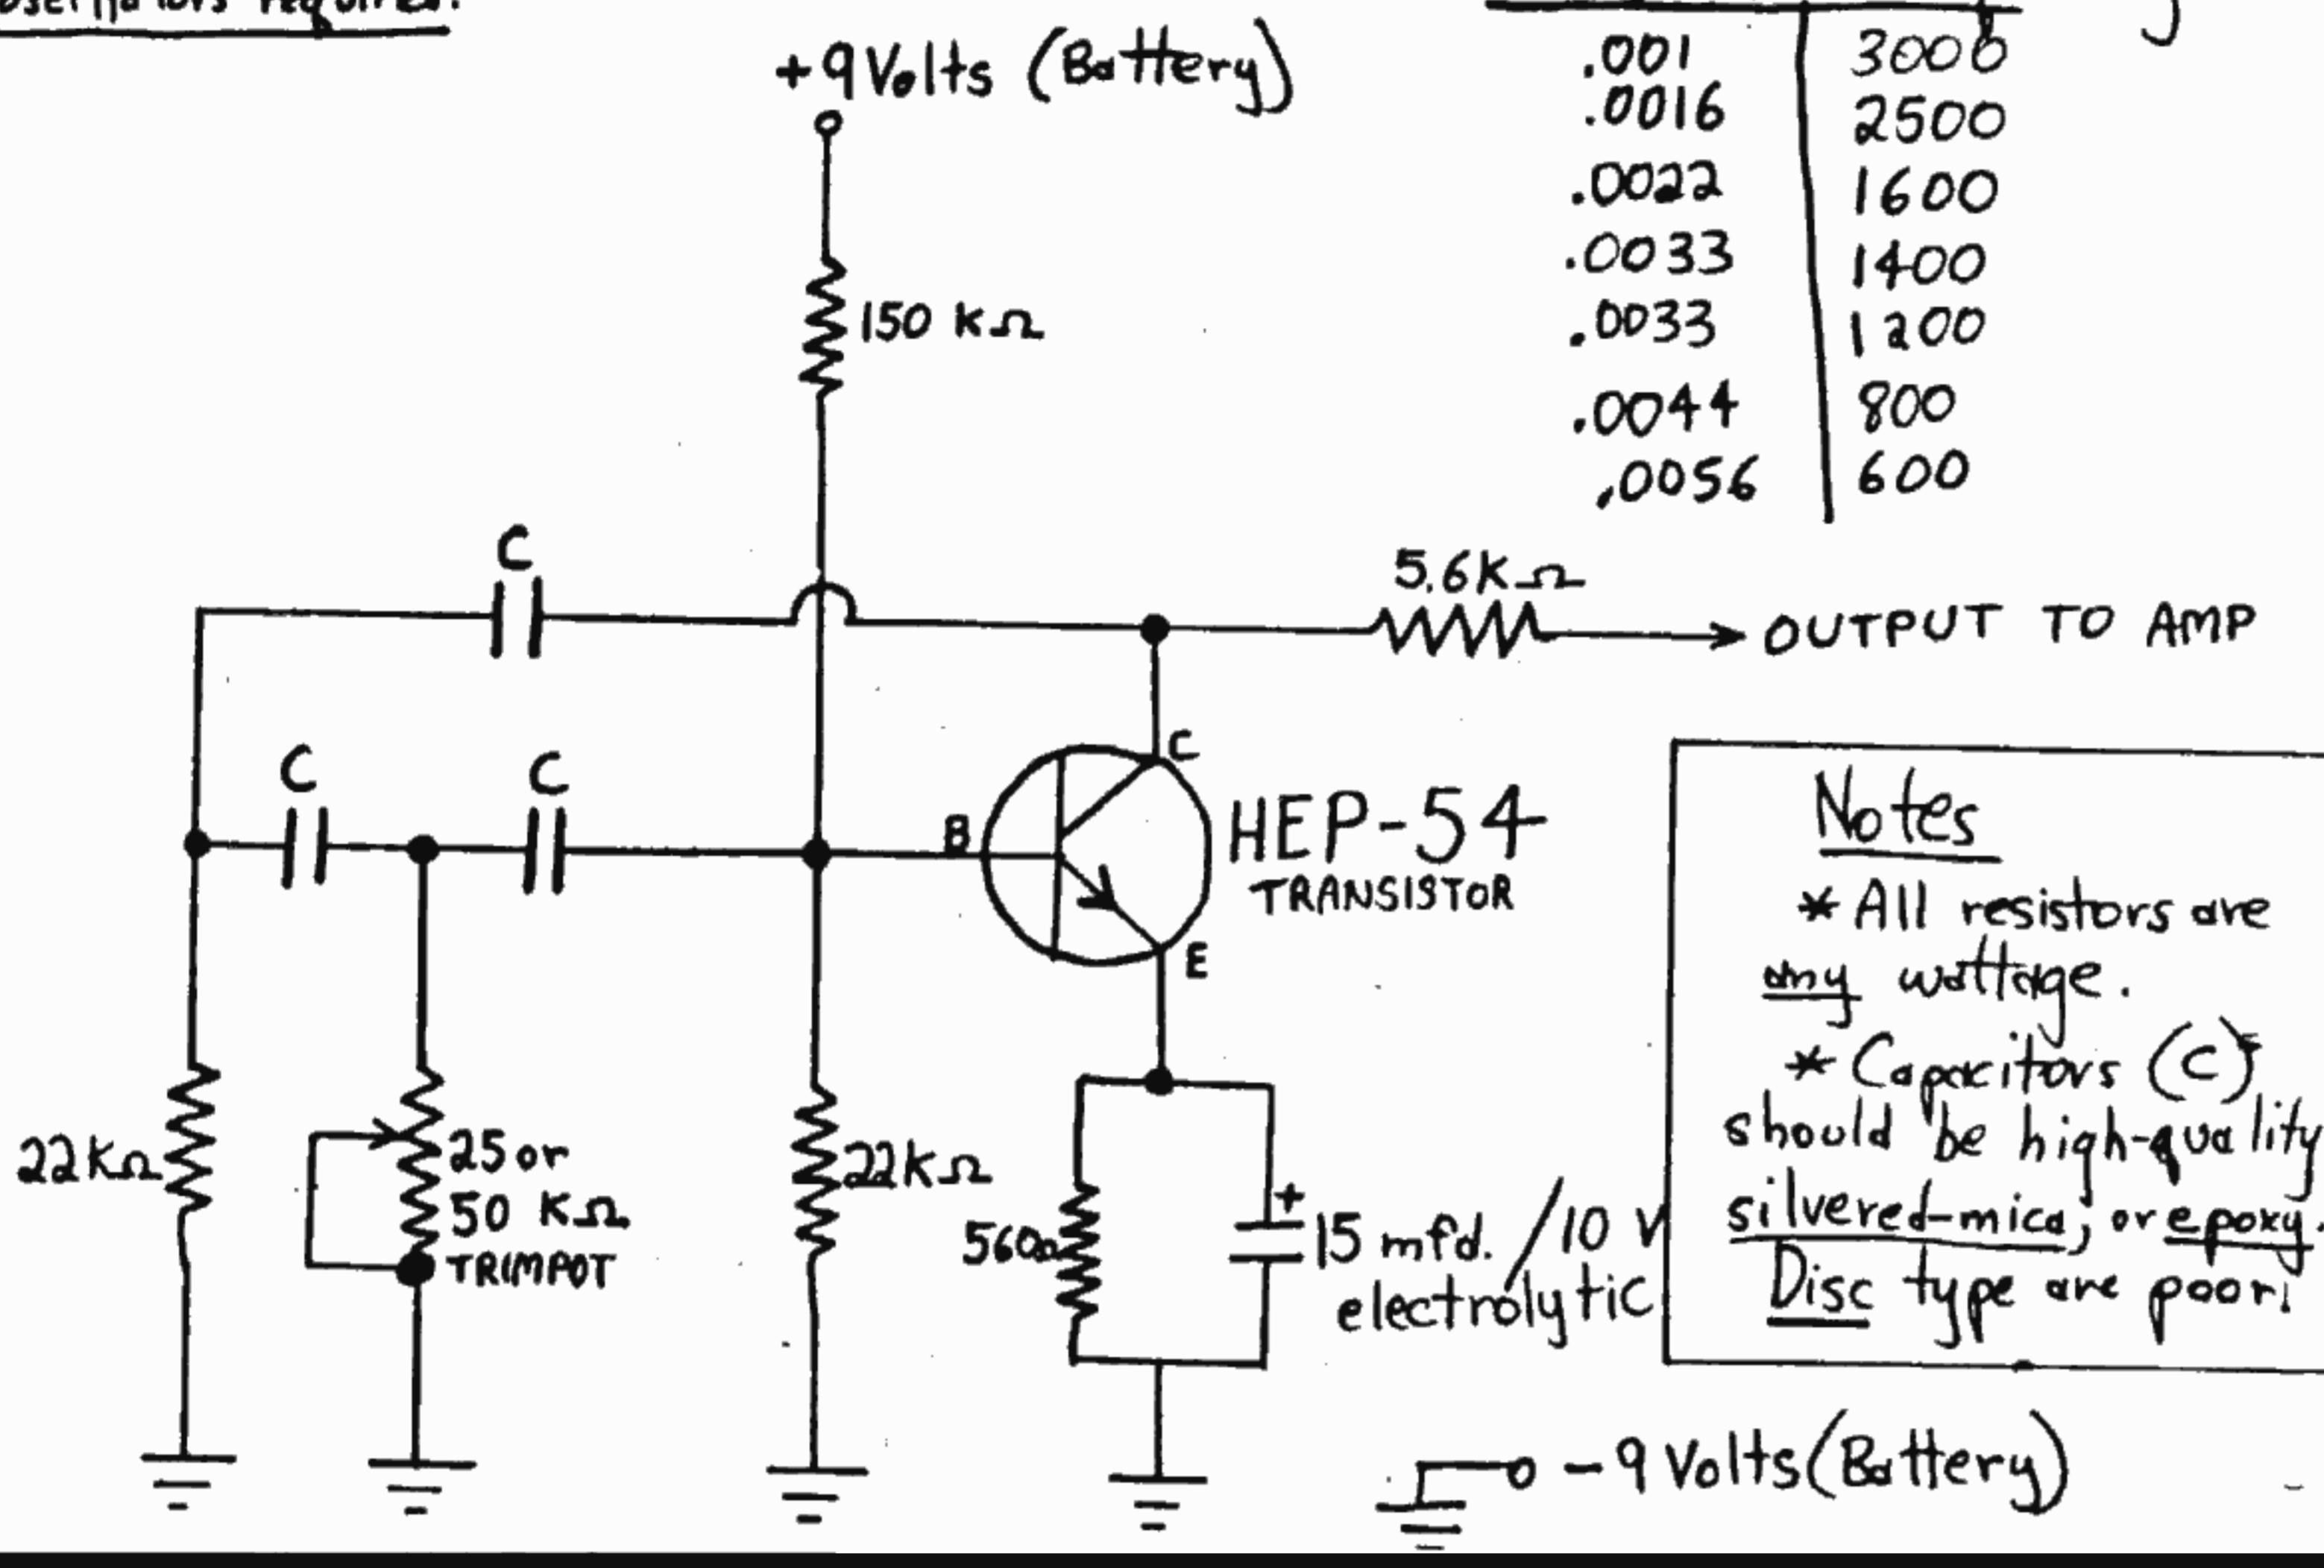 oscillators required.
+9 Volts (Battery)
.001 3000
.0016 2500
.0022 1600
.0033 1400
.0033 1200
.0044 800
.0056 600
150 KΩ
C
5.6KΩ
OUTPUT TO AMP
C
C
B
C
E
HEP-54
TRANSISTOR
22KΩ
25 or
50 KΩ
TRIMPOT
22KΩ
560Ω
+
15 mfd./10 V
electrolytic
Notes
* All resistors are
any wattage.
* Capacitors (C)
should be high-quality
silvered-mica, or epoxy.
Disc type are poor.
-9 Volts (Battery)